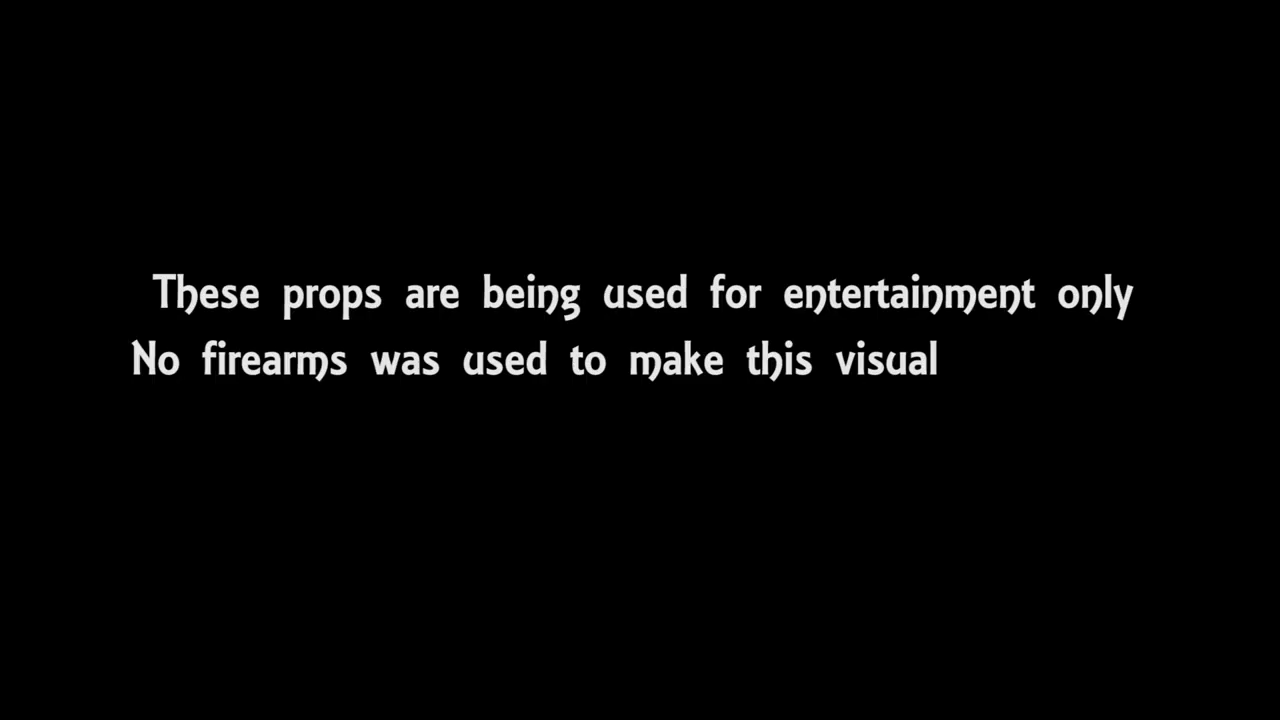 These props are being used for entertainment only
No firearms was used to make this visual